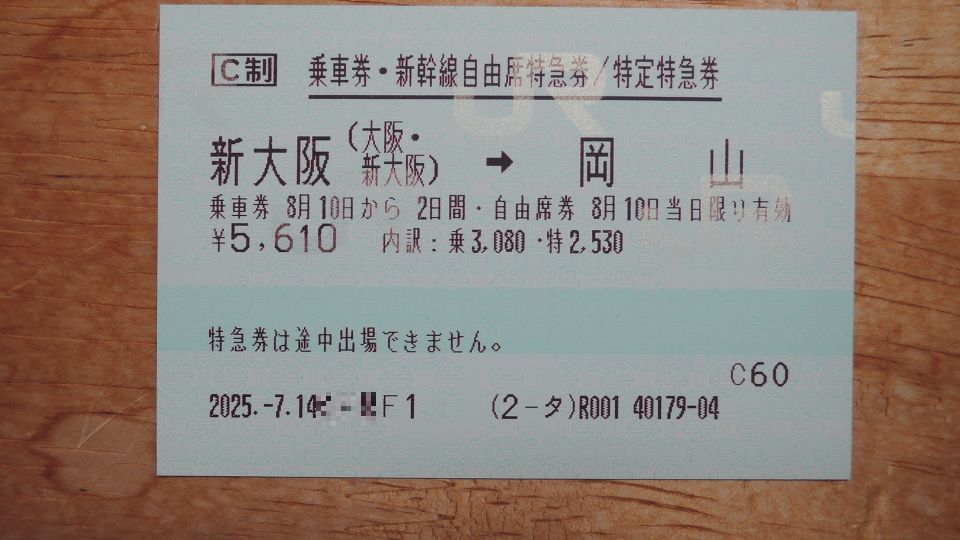 C制 乗車券・新幹線自由席特急券/特定特急券
新大阪(大阪・新大阪) ➡ 岡山
乗車券 8月10日から 2日間・自由席券 8月10日当日限り有効
¥5,610 内訳:乗3,080・特2,530
特急券は途中出場できません。
C60
2025.-7.14 F1 (2-タ)R001 40179-04